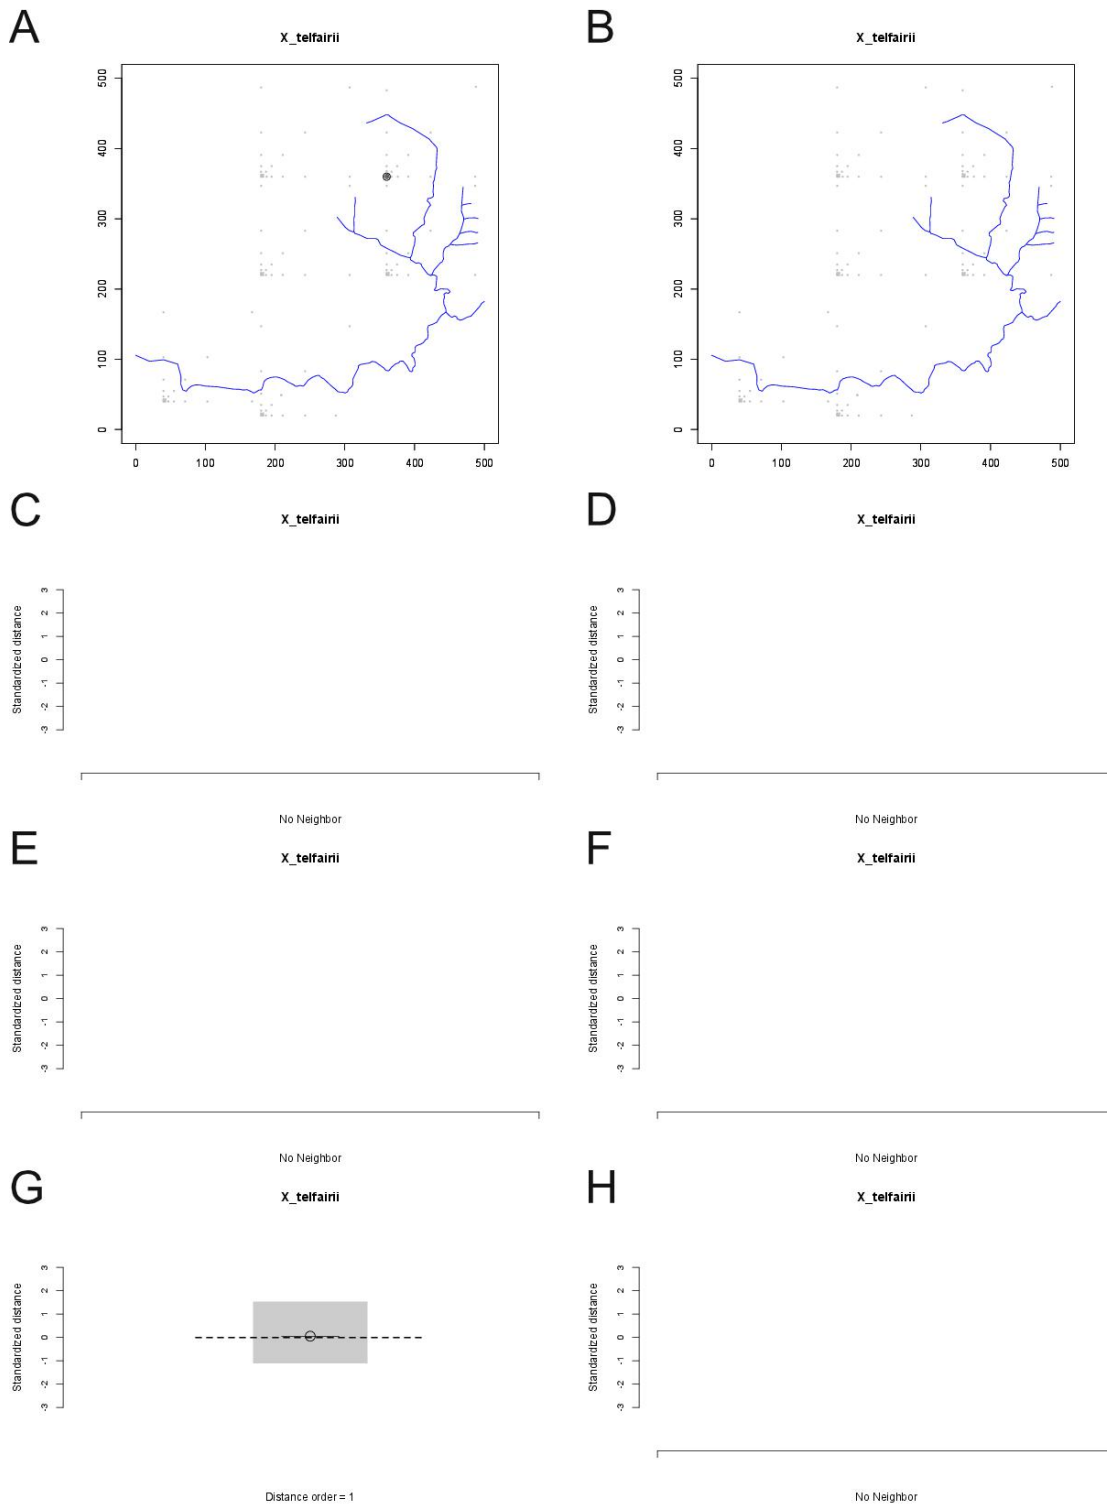 A
B
X_telfairii
X_telfairii
500
400
300
200
100
0
0 100 200 300 400 500
500
400
300
200
100
0
0 100 200 300 400 500
C
D
X_telfairii
X_telfairii
Standardized distance
3
2
1
0
-1
-2
-3
No Neighbor
Standardized distance
3
2
1
0
-1
-2
-3
No Neighbor
E
F
X_telfairii
X_telfairii
Standardized distance
3
2
1
0
-1
-2
-3
No Neighbor
Standardized distance
3
2
1
0
-1
-2
-3
No Neighbor
G
H
X_telfairii
X_telfairii
Standardized distance
3
2
1
0
-1
-2
-3
Distance order = 1
Standardized distance
3
2
1
0
-1
-2
-3
No Neighbor